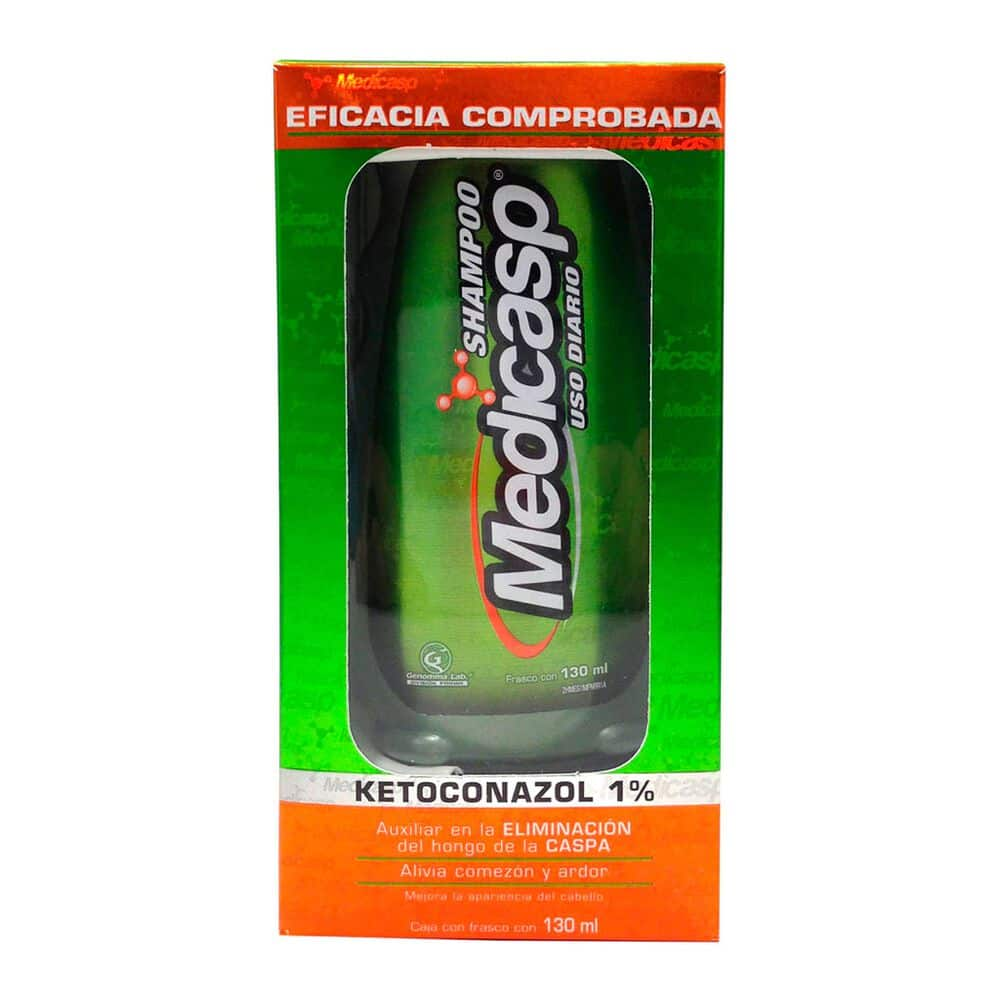 Medicasp
EFICACIA COMPROBADA
Medicasp
SHAMPOO
Medicasp®
USO DIARIO
Genomma Lab.®
Frasco con 130 ml
KETOCONAZOL 1%
Auxiliar en la ELIMINACIÓN
del hongo de la CASPA
Alivia comezón y ardor
Mejora la apariencia del cabello
Caja con frasco con 130 ml